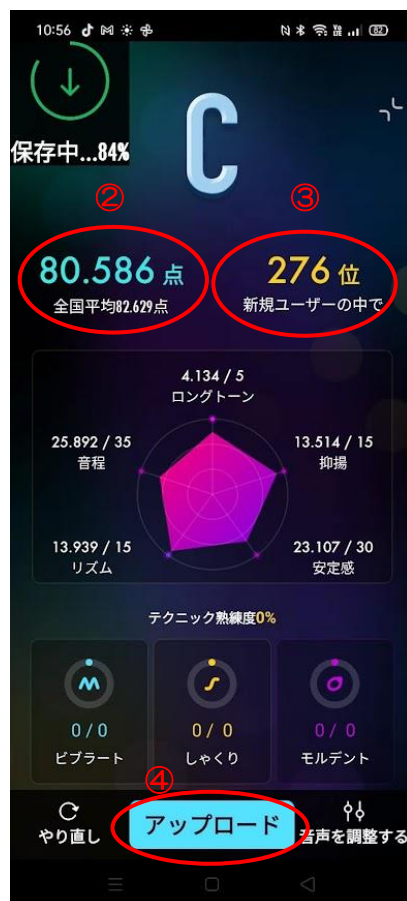 10:56
82
保存中...84%
C
② ③
80.586 点
全国平均82.629点
276 位
新規ユーザーの中で
4.134 / 5
ロングトーン
25.892 / 35
音程
13.514 / 15
抑揚
13.939 / 15
リズム
23.107 / 30
安定感
テクニック熟練度0%
0 / 0
ビブラート
0 / 0
しゃくり
0 / 0
モルデント
④
やり直し
アップロード
音声を調整する